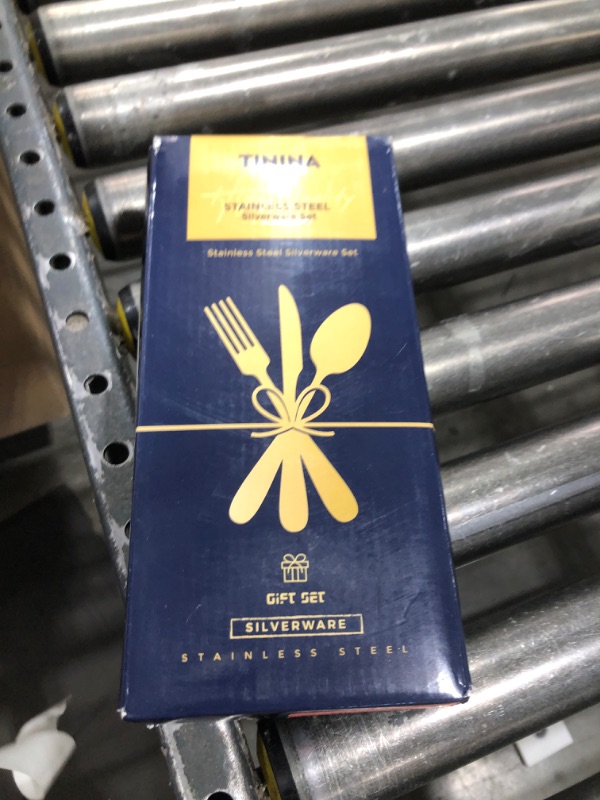 TININA
STAINLESS STEEL
Silverware Set
Stainless Steel Silverware Set
GIFT SET
SILVERWARE
STAINLESS STEEL